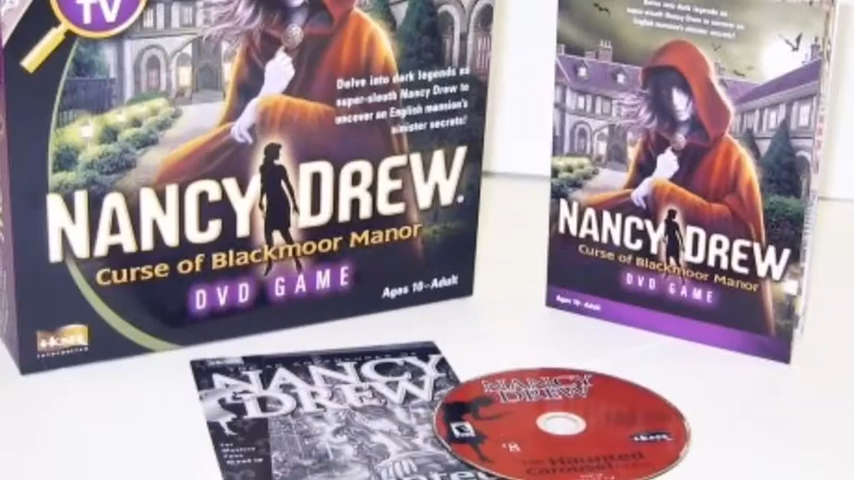 TV
Delve into dark legends as
super-sleuth Nancy Drew to
uncover an English mansion's
sinister secrets!
NANCY DREW.
Curse of Blackmoor Manor
DVD GAME
Ages 10-Adult
interactive
Delve into dark legends as
super-sleuth Nancy Drew to uncover an
English mansion's sinister secrets!
NANCY DREW
Curse of Blackmoor Manor
DVD GAME
Ages 10-Adult
NANCY
DREW
NANCY
DREW
#8
The Haunted
Carousel